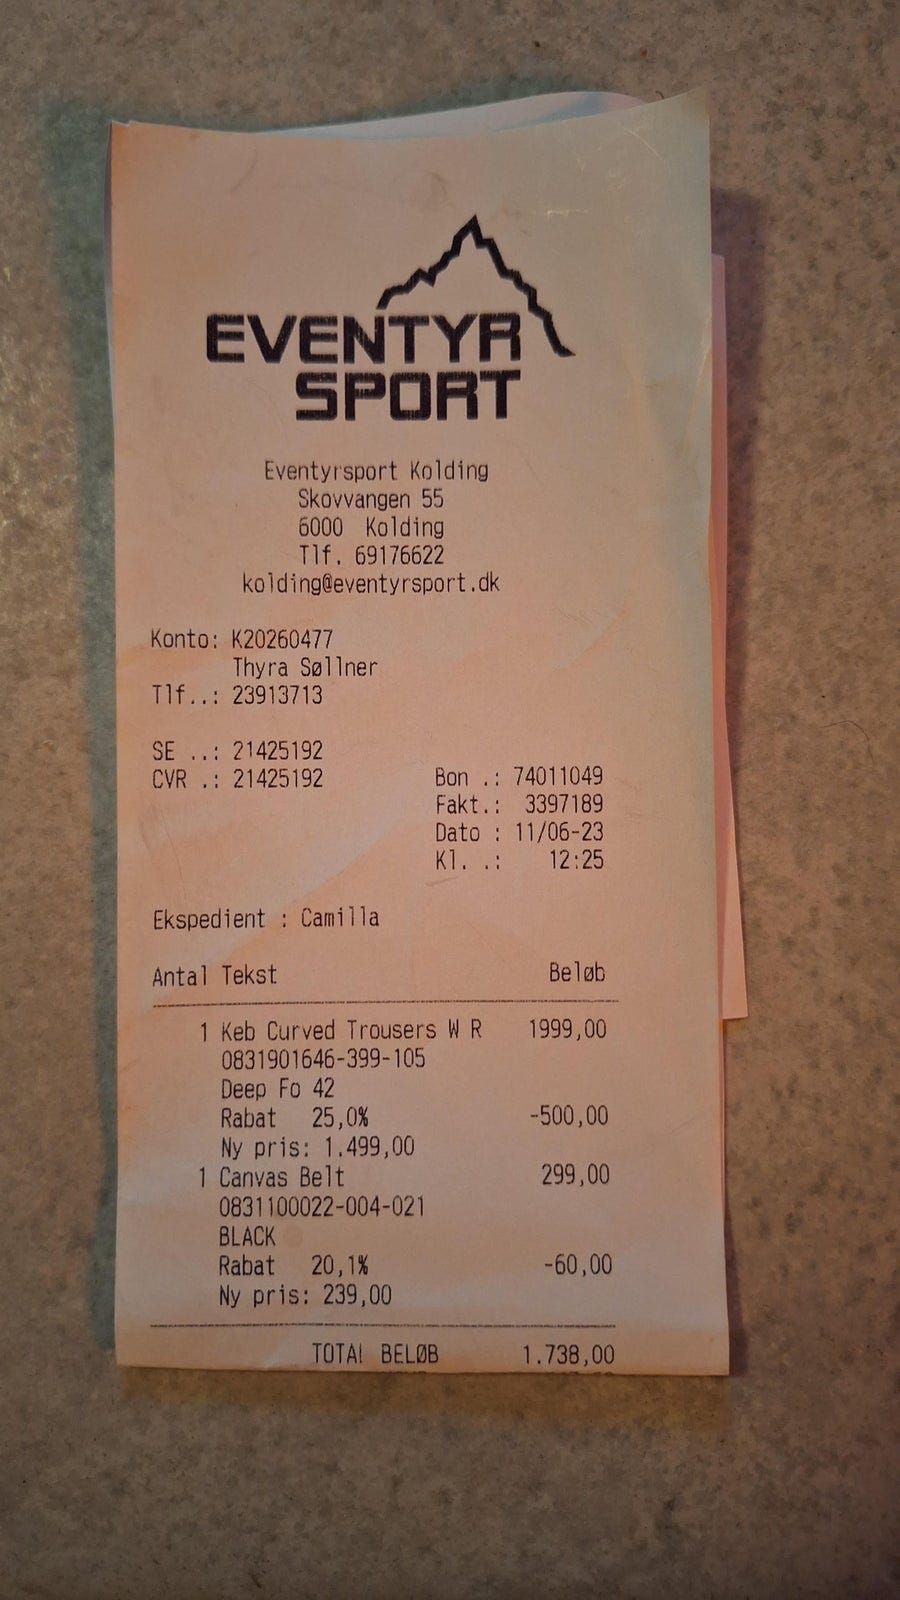 EVENTYR
SPORT
Eventyrsport Kolding
Skovvangen 55
6000 Kolding
Tlf. 69176622
kolding@eventyrsport.dk
Konto: K20260477
Thyra Søllner
Tlf..: 23913713
SE ..: 21425192
CVR .: 21425192
Bon .: 74011049
Fakt.: 3397189
Dato : 11/06-23
Kl. .: 12:25
Ekspedient : Camilla
Antal Tekst Beløb
1 Keb Curved Trousers W R 1999,00
0831901646-399-105
Deep Fo 42
Rabat 25,0% -500,00
Ny pris: 1.499,00
1 Canvas Belt 299,00
0831100022-004-021
BLACK
Rabat 20,1% -60,00
Ny pris: 239,00
TOTAL BELØB 1.738,00